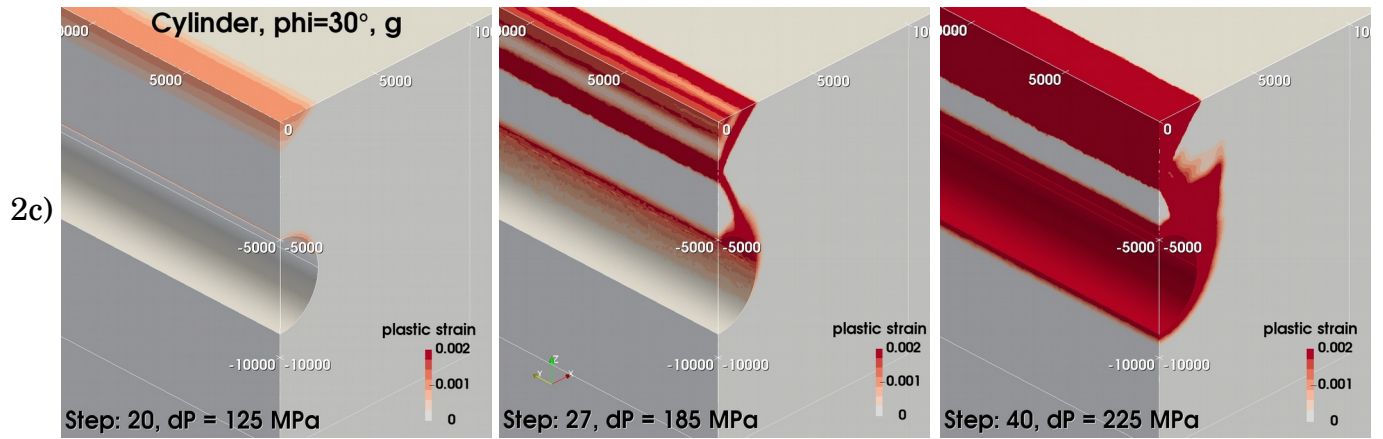 2c)
Cylinder, phi=30°, g
0000
5000
0
5000
10
-5000 -5000
-10000 -10000
plastic strain
0.002
0.001
0
Step: 20, dP = 125 MPa
0000
5000
0
5000
10
-5000 -5000
-10000 -10000
plastic strain
0.002
0.001
0
Z
Y
X
Step: 27, dP = 185 MPa
0000
5000
0
5000
10
-5000 -5000
-10000 -10000
plastic strain
0.002
0.001
0
Step: 40, dP = 225 MPa